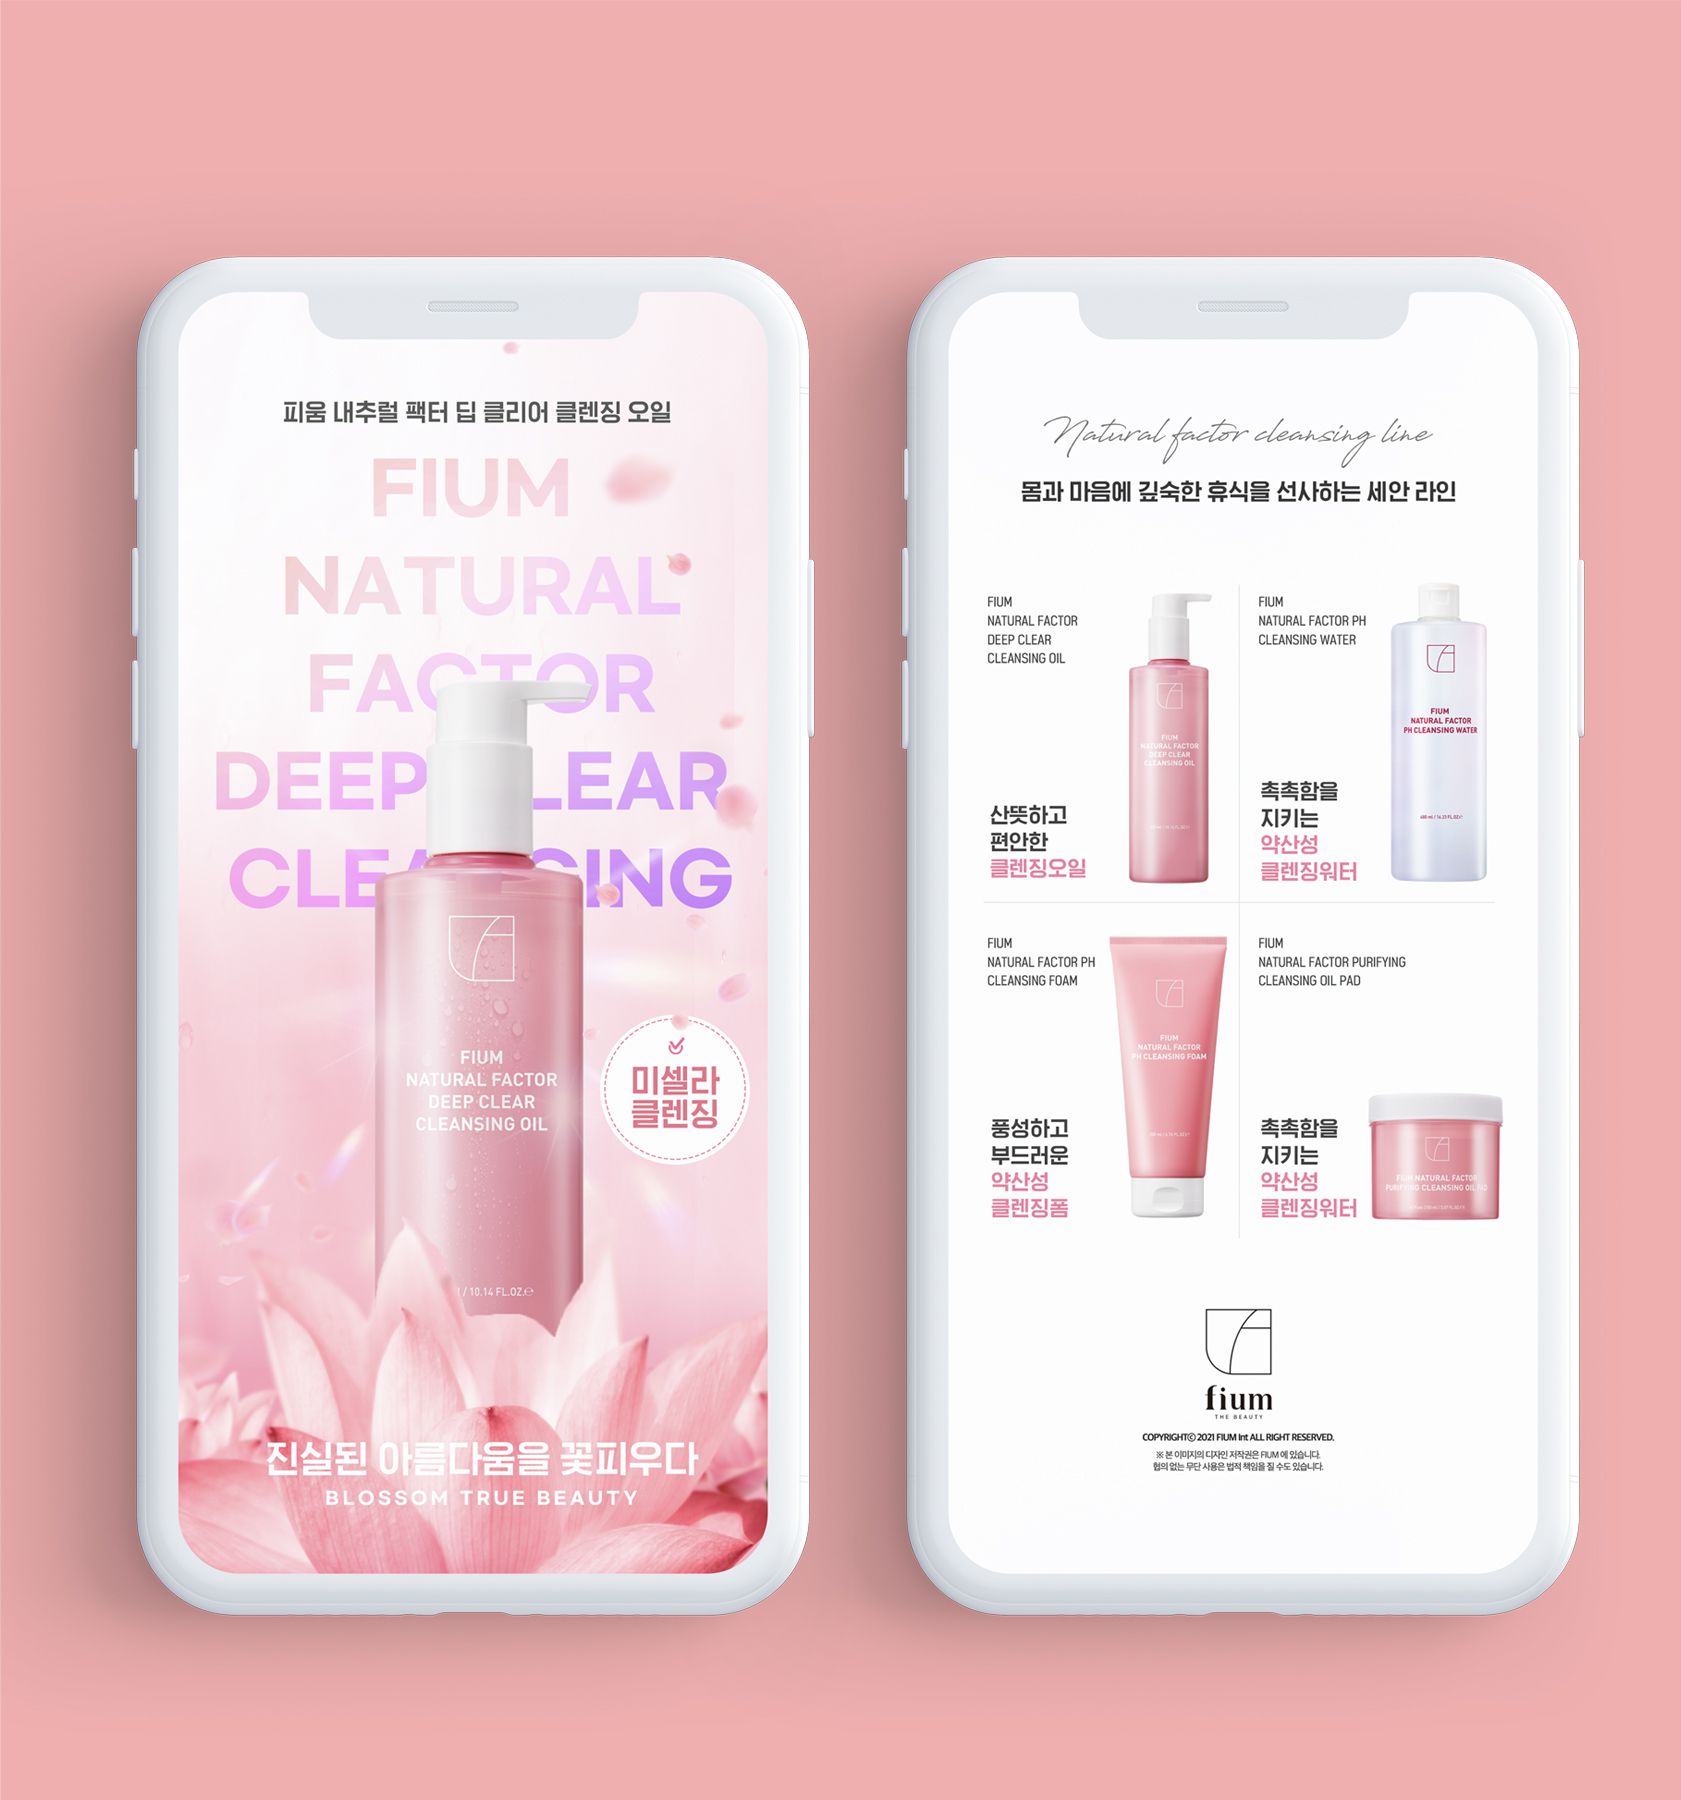 피움 내추럴 팩터 딥 클리어 클렌징 오일
FIUM
NATURAL
FACTOR
DEEP CLEAR
CLEANSING
FIUM
NATURAL FACTOR
DEEP CLEAR
CLEANSING OIL
/ 10.14 FL.OZ.℮
미셀라
클렌징
진실된 아름다움을 꽃피우다
BLOSSOM TRUE BEAUTY
Natural factor cleansing line
몸과 마음에 깊숙한 휴식을 선사하는 세안 라인
FIUM
NATURAL FACTOR
DEEP CLEAR
CLEANSING OIL
산뜻하고
편안한
클렌징오일
FIUM
NATURAL FACTOR
DEEP CLEAR
CLEANSING OIL
FIUM
NATURAL FACTOR PH
CLEANSING WATER
촉촉함을
지키는
약산성
클렌징워터
FIUM
NATURAL FACTOR
PH CLEANSING WATER
480 ml / 16.23 FL.OZ.℮
FIUM
NATURAL FACTOR PH
CLEANSING FOAM
풍성하고
부드러운
약산성
클렌징폼
FIUM
NATURAL FACTOR
PH CLEANSING FOAM
FIUM
NATURAL FACTOR PURIFYING
CLEANSING OIL PAD
촉촉함을
지키는
약산성
클렌징워터
FIUM NATURAL FACTOR
PURIFYING CLEANSING OIL PAD
fium
THE BEAUTY
COPYRIGHTⓒ 2021 FIUM Int ALL RIGHT RESERVED.
※ 본 이미지의 디자인 저작권은 FIUM 에 있습니다.
협의 없는 무단 사용은 법적 책임을 질 수도 있습니다.